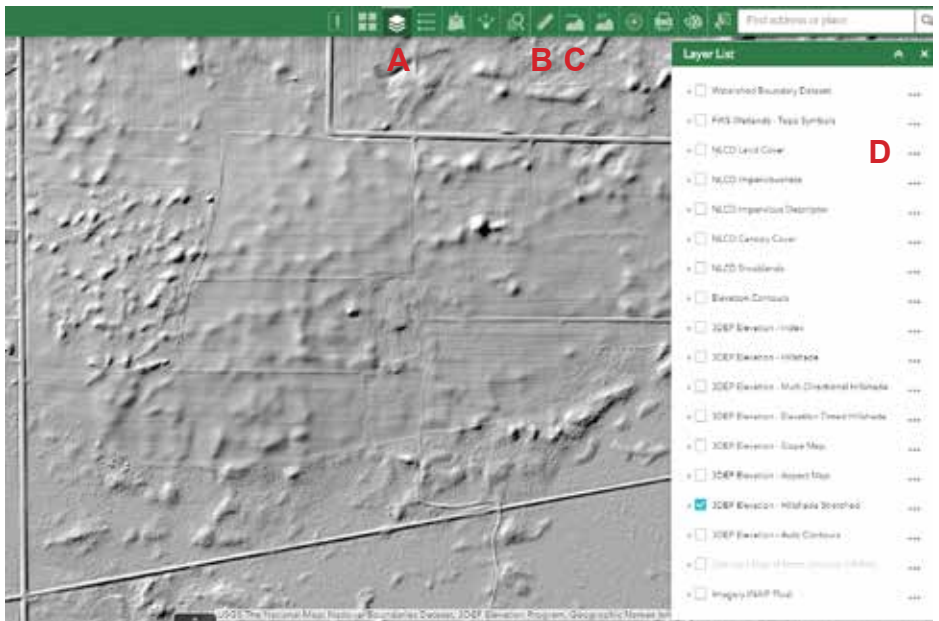 Find address or place
A
B C
Layer List
D
Watershed Boundary Dataset
FWS Wetlands - Topo Symbols
NLCD Land Cover
NLCD Imperviousness
NLCD Impervious Descriptor
NLCD Canopy Cover
NLCD Shrublands
Elevation Contours
3DEP Elevation - Index
3DEP Elevation - Hillshade
3DEP Elevation - Multi-Directional Hillshade
3DEP Elevation - Elevation Tinted Hillshade
3DEP Elevation - Slope Map
3DEP Elevation - Aspect Map
3DEP Elevation - Hillshade Stretched
3DEP Elevation - Auto Contours
Imagery (NAIP Plus)
USGS The National Map: National Boundaries Dataset, 3DEP Elevation Program, Geographic Names